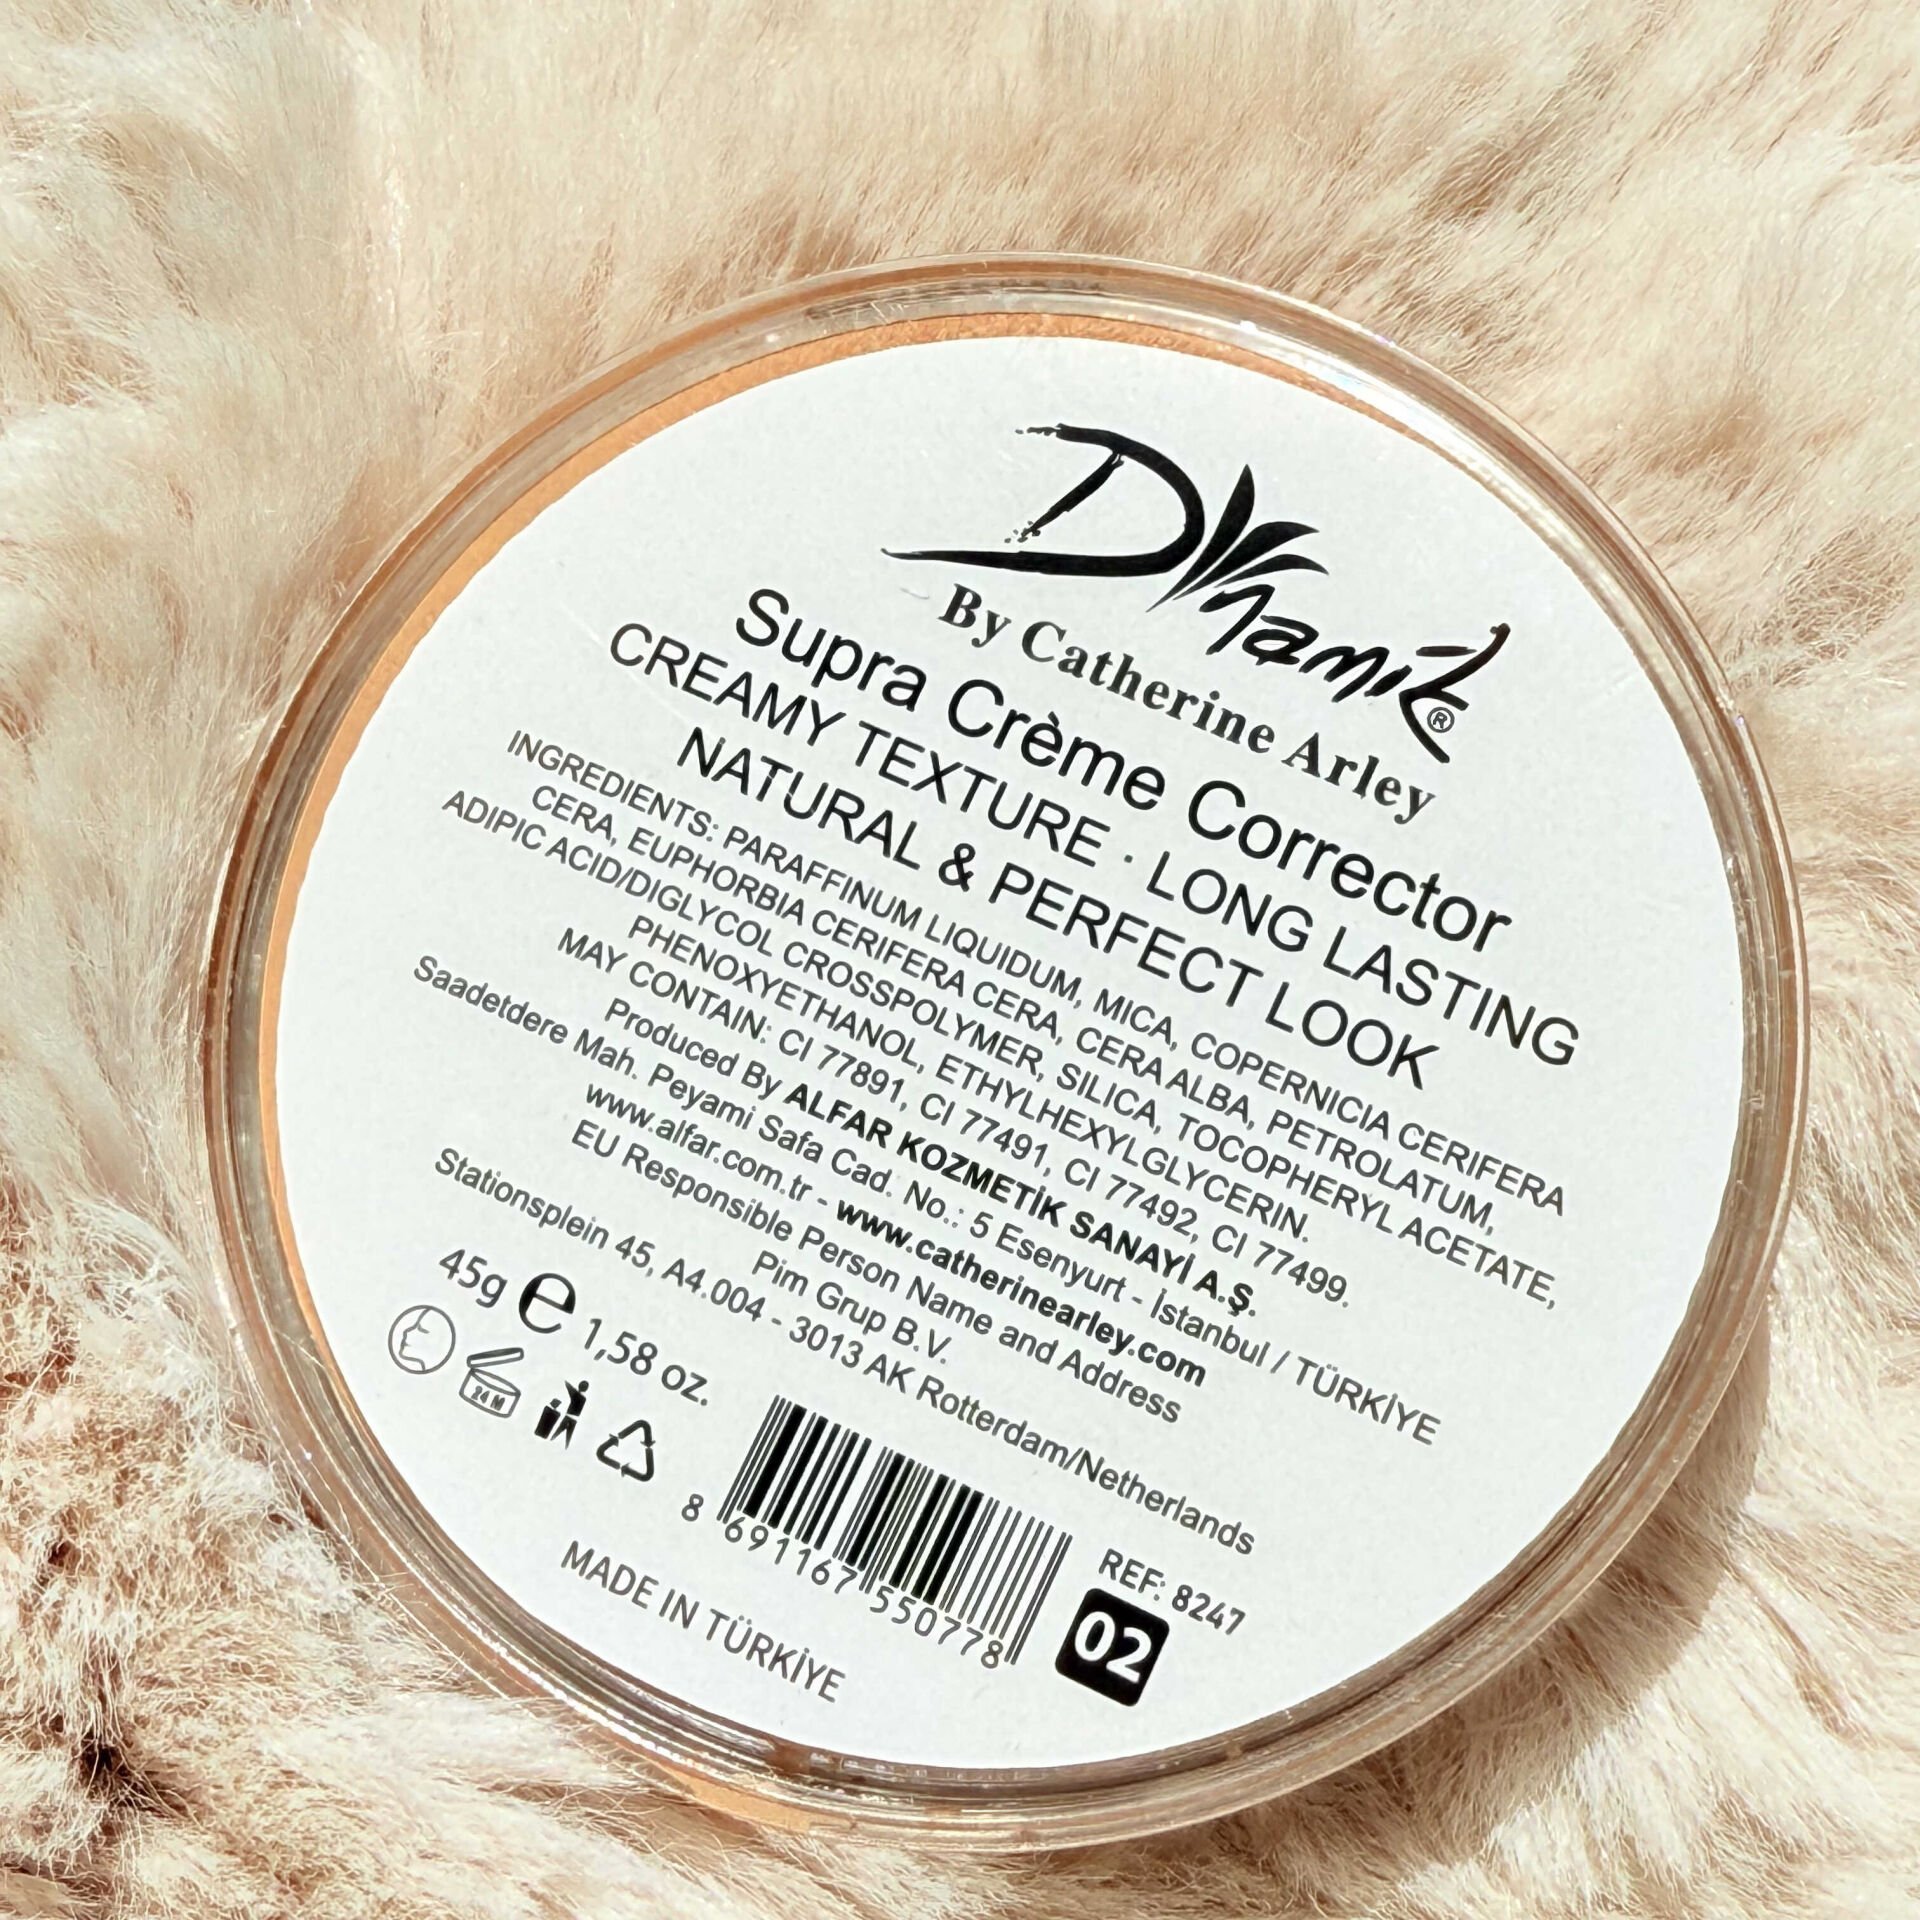 Dynamik®
By Catherine Arley
Supra Crème Corrector
CREAMY TEXTURE · LONG LASTING
NATURAL & PERFECT LOOK
INGREDIENTS: PARAFFINUM LIQUIDUM, MICA, COPERNICIA CERIFERA
CERA, EUPHORBIA CERIFERA CERA, CERA ALBA, PETROLATUM,
ADIPIC ACID/DIGLYCOL CROSSPOLYMER, SILICA, TOCOPHERYL ACETATE,
PHENOXYETHANOL, ETHYLHEXYLGLYCERIN.
MAY CONTAIN: CI 77891, CI 77491, CI 77492, CI 77499.
Produced By ALFAR KOZMETİK SANAYİ A.Ş.
Saadetdere Mah. Peyami Safa Cad. No.: 5 Esenyurt - İstanbul / TÜRKİYE
www.alfar.com.tr - www.catherinearley.com
EU Responsible Person Name and Address
Pim Grup B.V.
Stationsplein 45, A4.004 - 3013 AK Rotterdam/Netherlands
45g e 1,58 oz.
24 M
8 691167 550778
REF: 8247
02
MADE IN TÜRKİYE